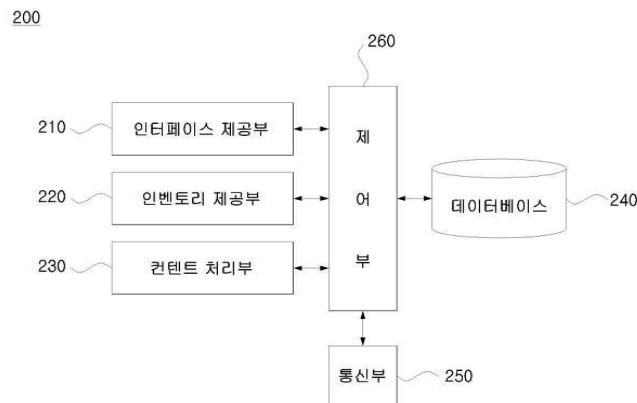 200
260
210
인터페이스 제공부
제
어
부
220
인벤토리 제공부
데이터베이스
240
230
컨텐트 처리부
통신부
250